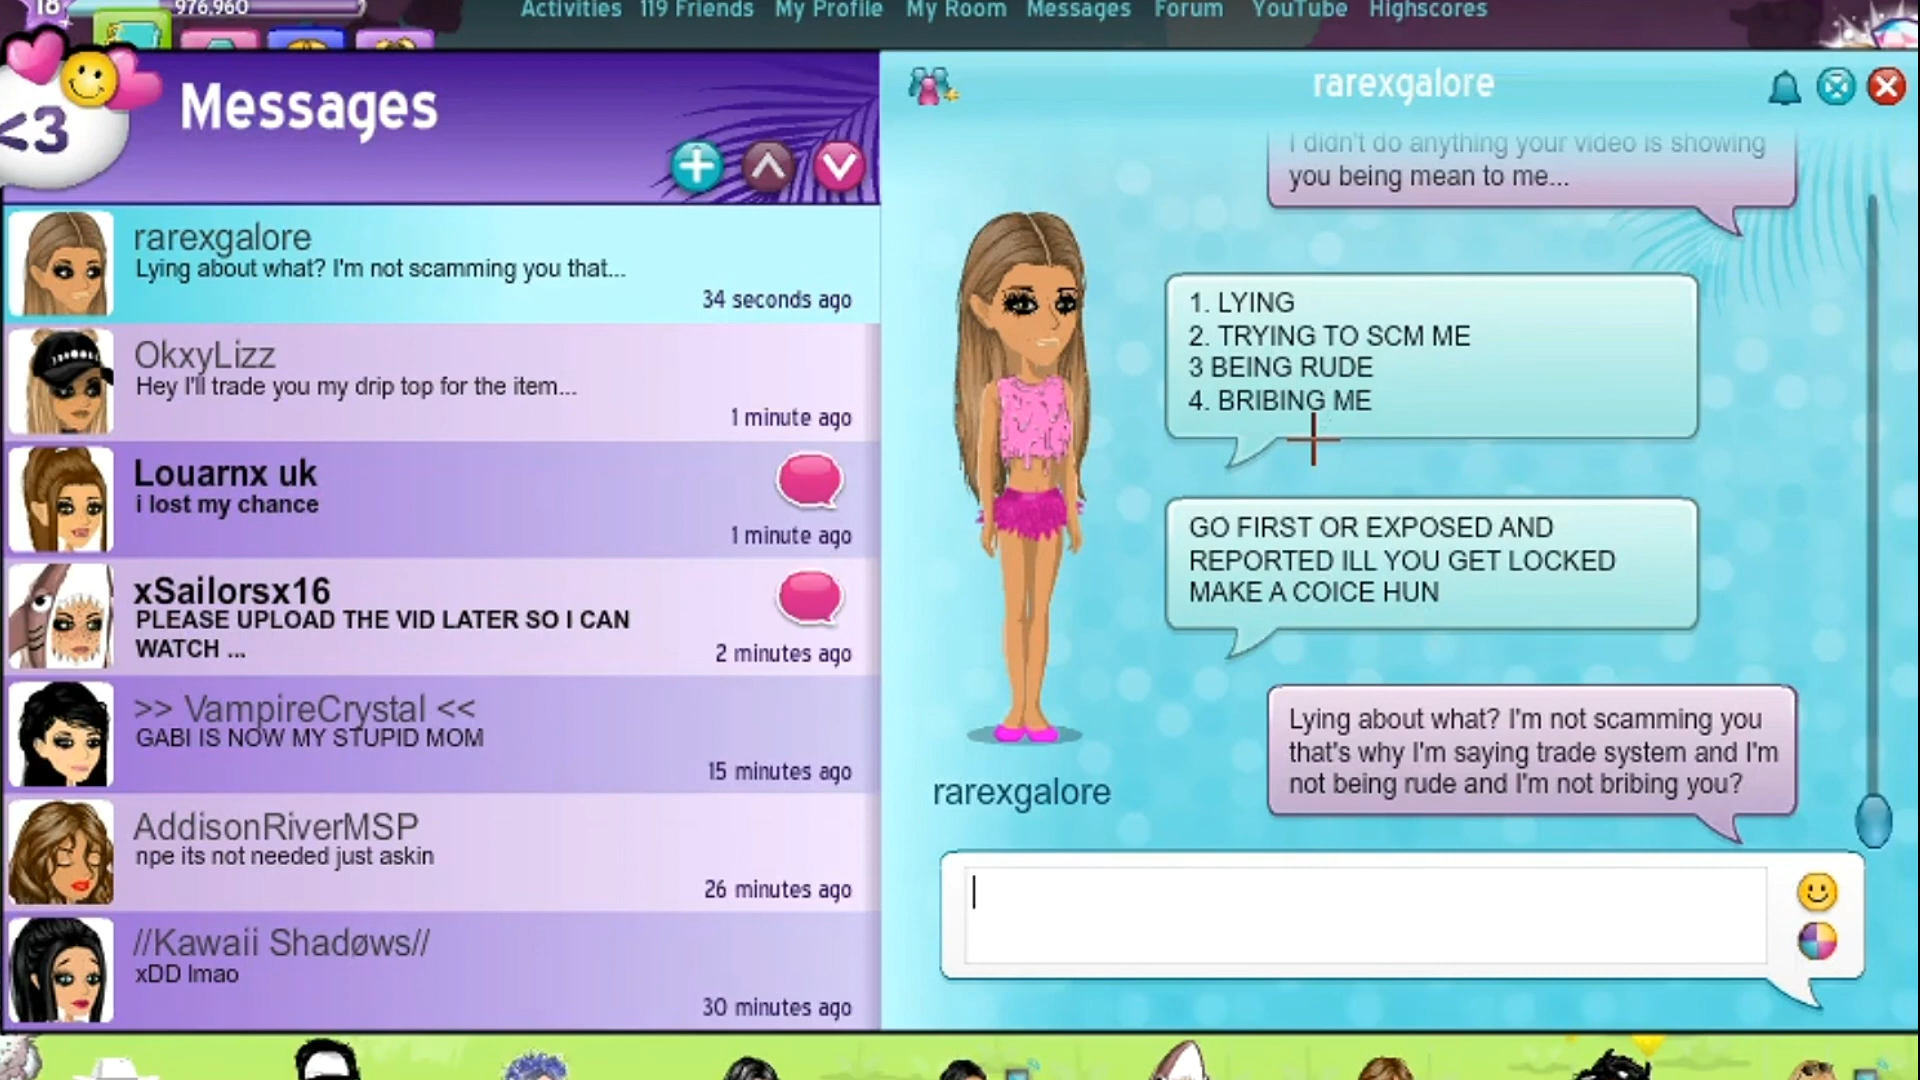 18
976,960
Activities 119 Friends My Profile My Room Messages Forum YouTube Highscores
<3
Messages
rarexgalore
Lying about what? I'm not scamming you that...
34 seconds ago
OkxyLizz
Hey I'll trade you my drip top for the item...
1 minute ago
Louarnx uk
i lost my chance
1 minute ago
xSailorsx16
PLEASE UPLOAD THE VID LATER SO I CAN
WATCH ...
2 minutes ago
>> VampireCrystal <<
GABI IS NOW MY STUPID MOM
15 minutes ago
AddisonRiverMSP
npe its not needed just askin
26 minutes ago
//Kawaii Shadøws//
xDD lmao
30 minutes ago
rarexgalore
I didn't do anything your video is showing
you being mean to me...
1. LYING
2. TRYING TO SCM ME
3 BEING RUDE
4. BRIBING ME
GO FIRST OR EXPOSED AND
REPORTED ILL YOU GET LOCKED
MAKE A COICE HUN
Lying about what? I'm not scamming you
that's why I'm saying trade system and I'm
not being rude and I'm not bribing you?
rarexgalore